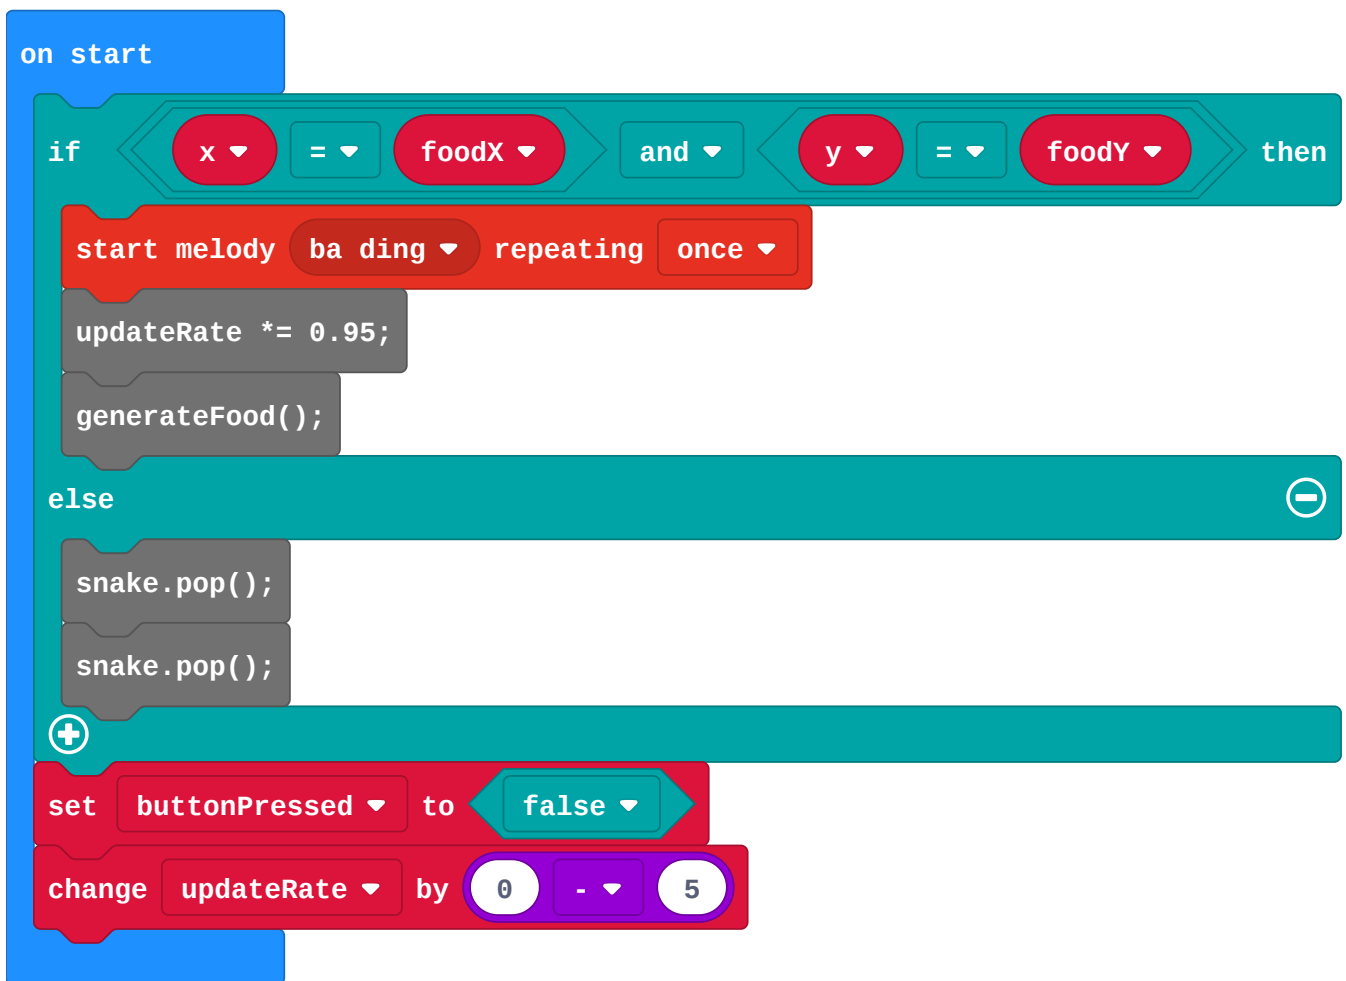 on start
if x = foodX and y = foodY then
start melody ba ding repeating once
updateRate *= 0.95;
generateFood();
else
snake.pop();
snake.pop();
set buttonPressed to false
change updateRate by 0 - 5